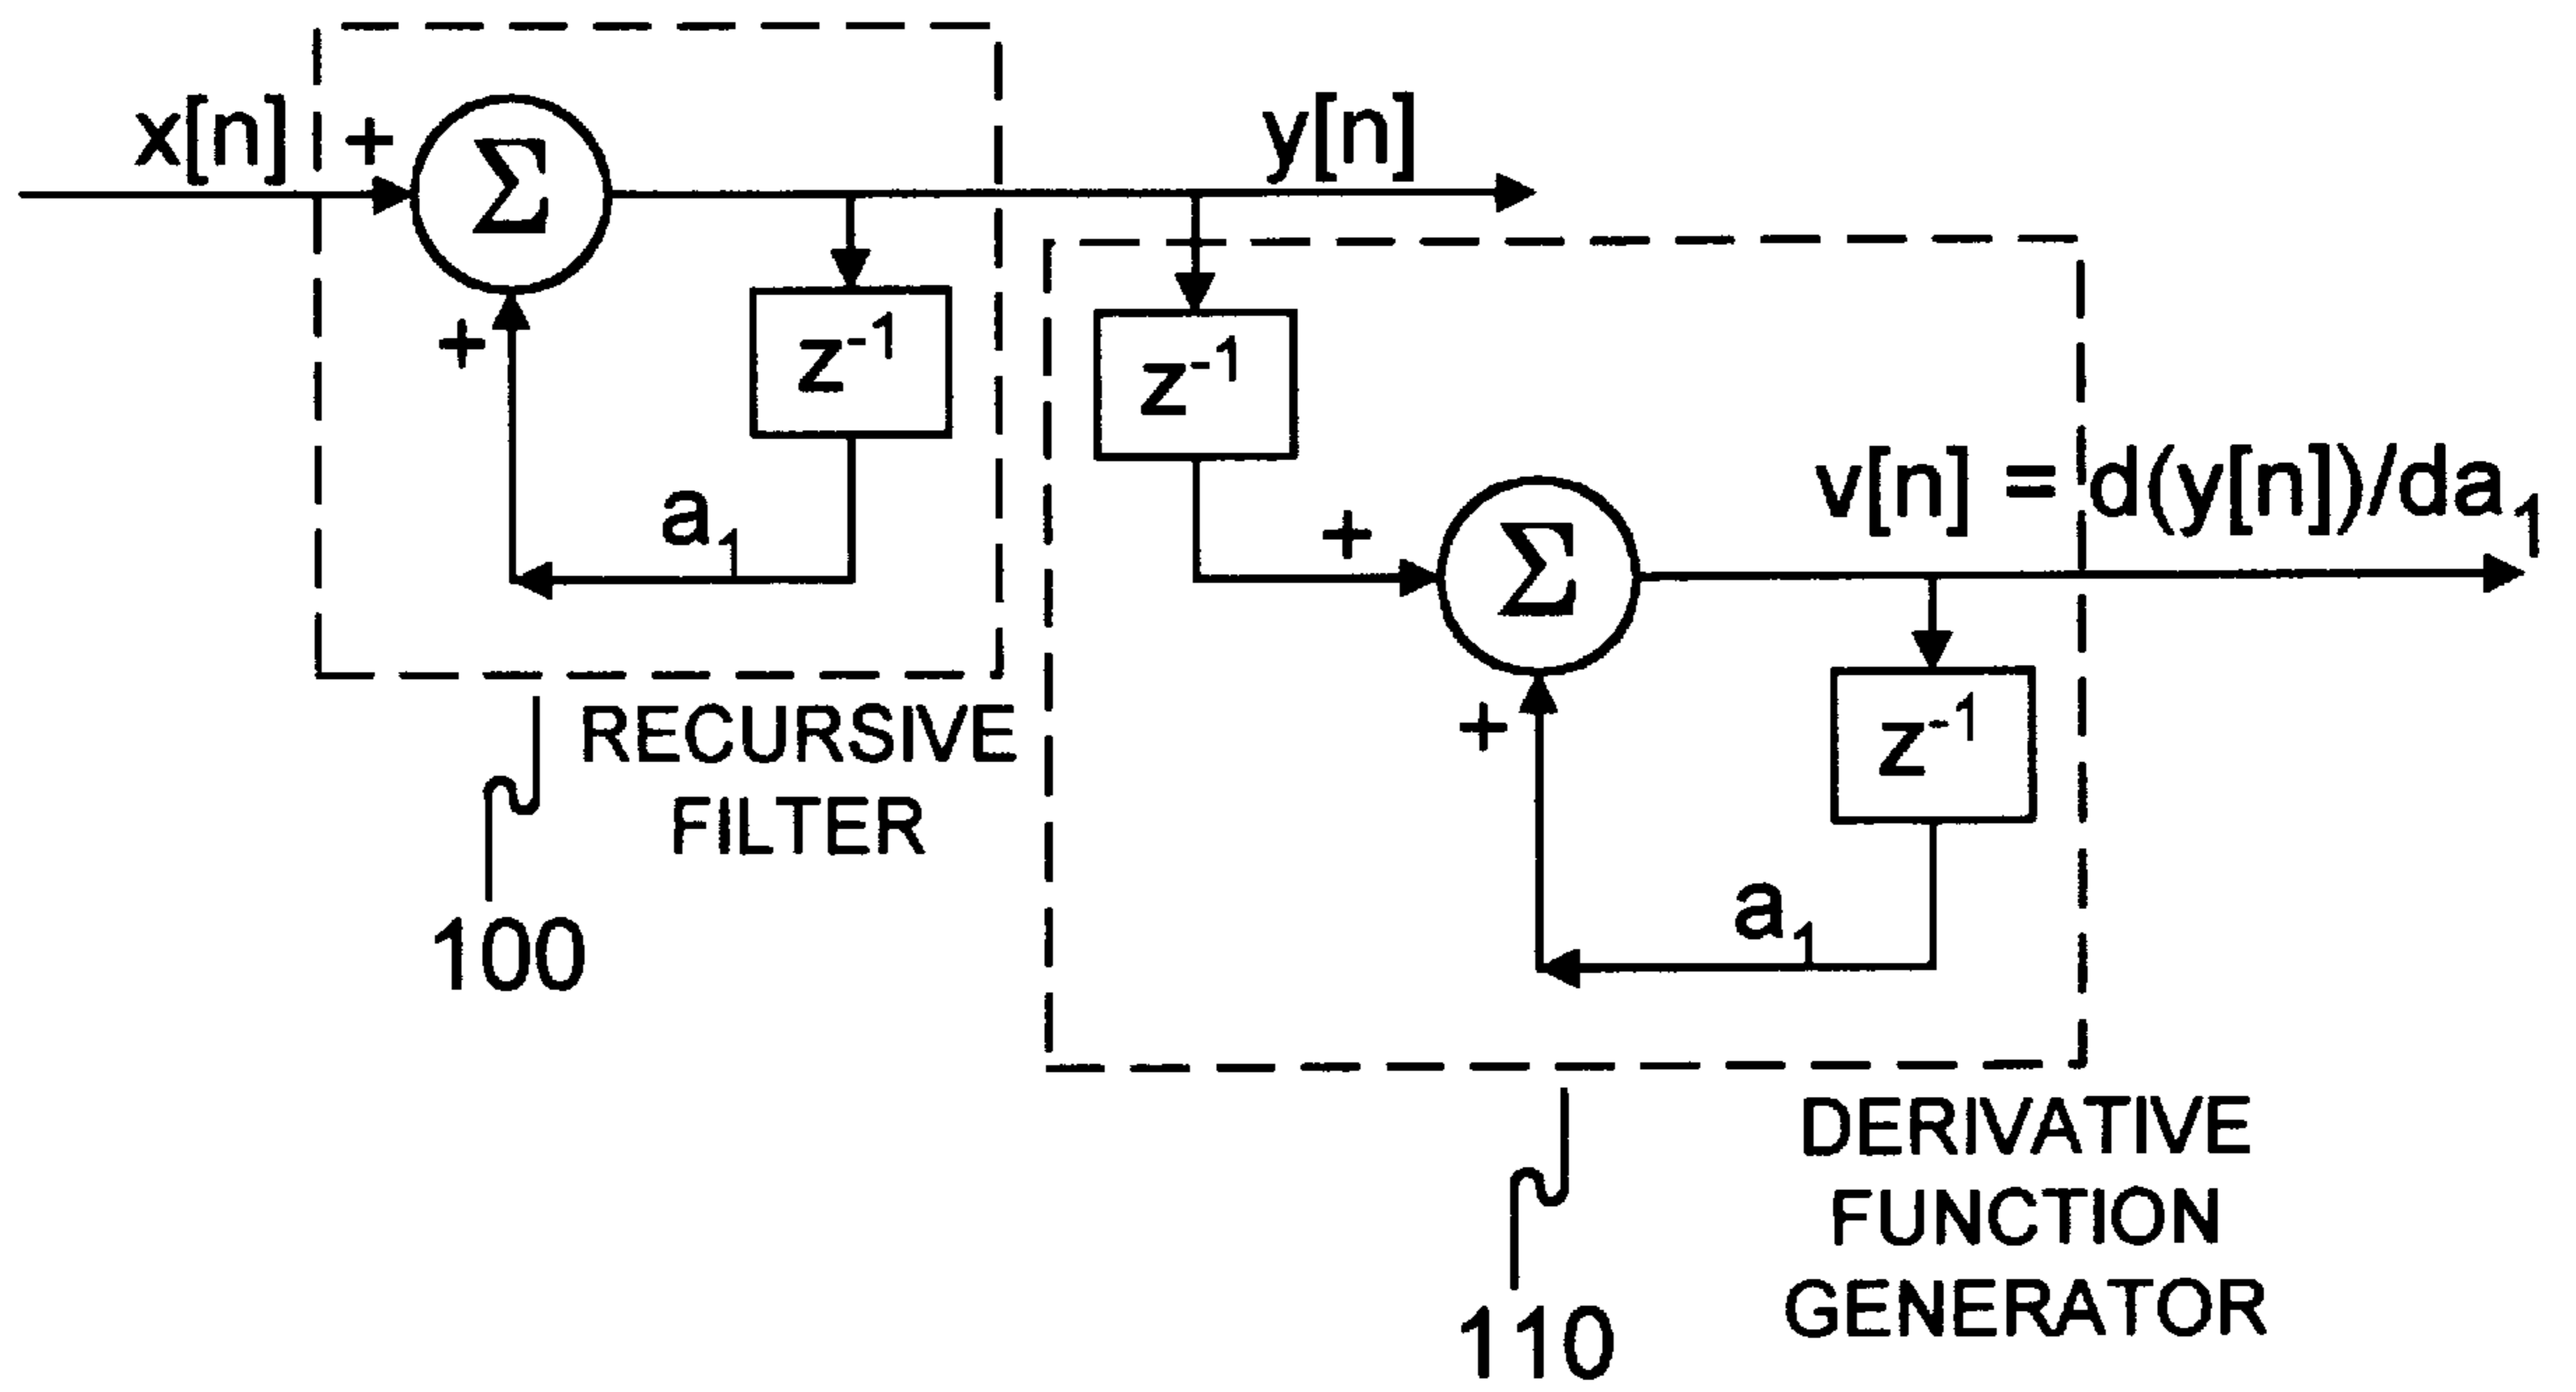 x[n]
+
Σ
y[n]
+
z⁻¹
z⁻¹
a₁
+
Σ
v[n] = d(y[n])/da₁
+
z⁻¹
a₁
RECURSIVE
FILTER
100
DERIVATIVE
FUNCTION
GENERATOR
110